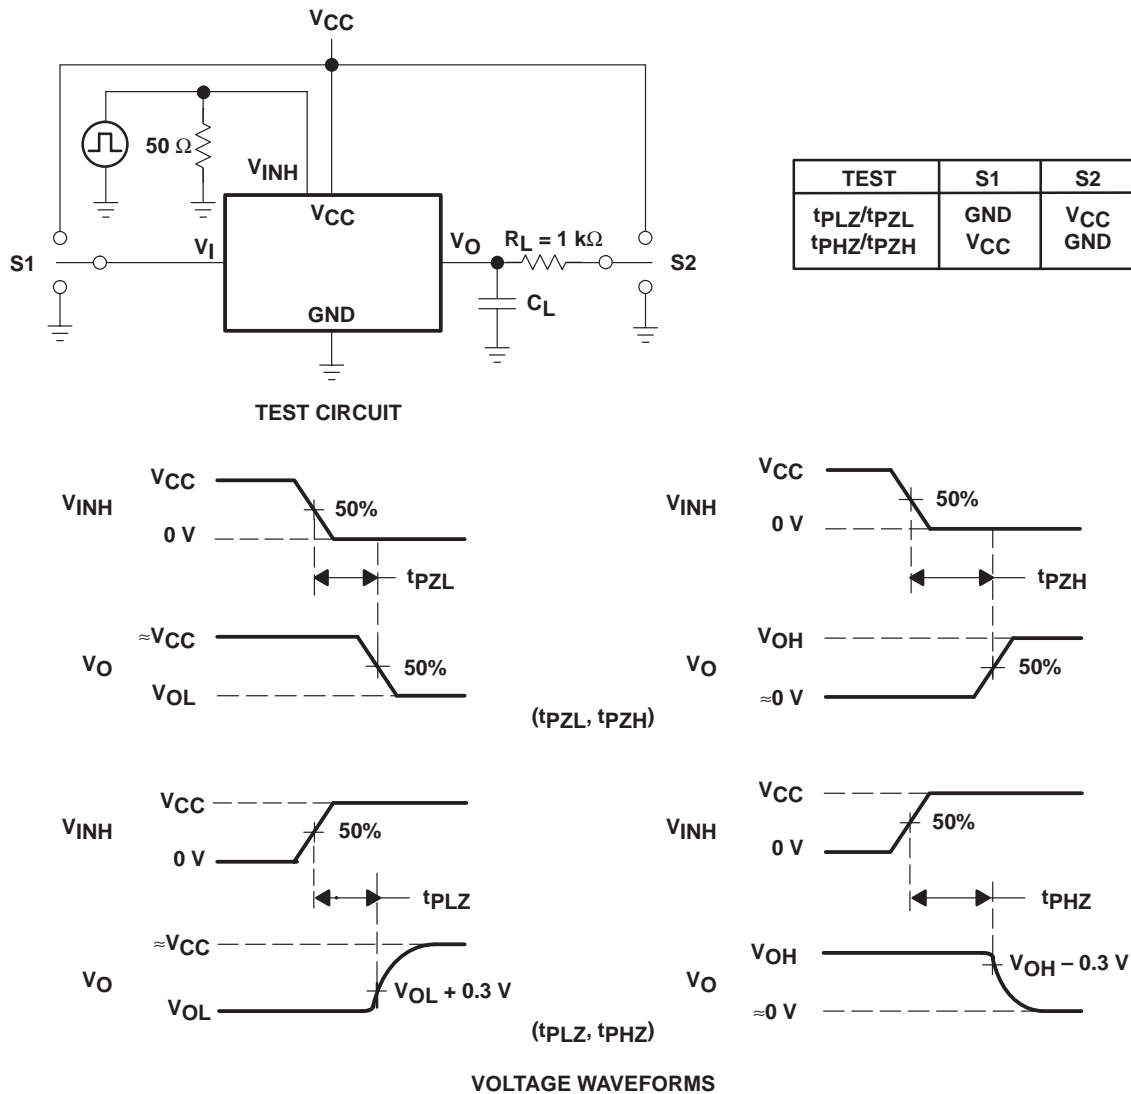 VCC
50 Ω
VINH
VCC
VI
VO
RL = 1 kΩ
S1
S2
CL
GND
TEST CIRCUIT
TEST S1 S2
tPLZ/tPZL GND VCC
tPHZ/tPZH VCC GND
VCC
VINH
50%
0 V
tPZL
≈VCC
VO
50%
VOL
VCC
VINH
50%
0 V
tPZH
VOH
VO
50%
≈0 V
(tPZL, tPZH)
VCC
VINH
50%
0 V
tPLZ
≈VCC
VO
VOL + 0.3 V
VOL
VCC
VINH
50%
0 V
tPHZ
VOH
VOH – 0.3 V
VO
≈0 V
(tPLZ, tPHZ)
VOLTAGE WAVEFORMS